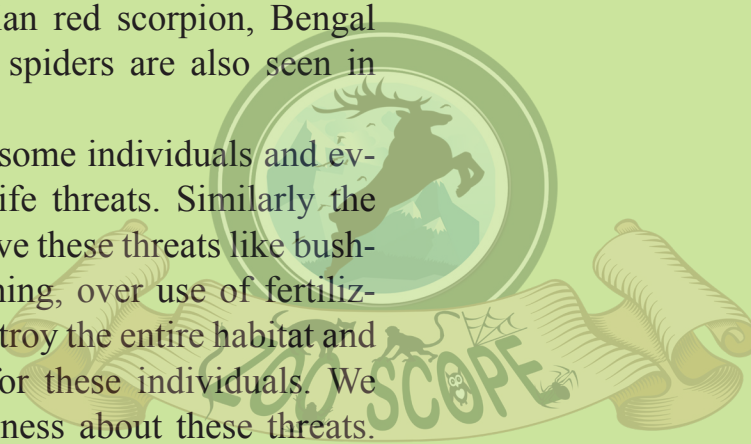 an red scorpion, Bengal
spiders are also seen in
some individuals and ev-
ife threats. Similarly the
ve these threats like bush-
ning, over use of fertiliz-
troy the entire habitat and
or these individuals. We
ness about these threats.
ZOO SCOPE